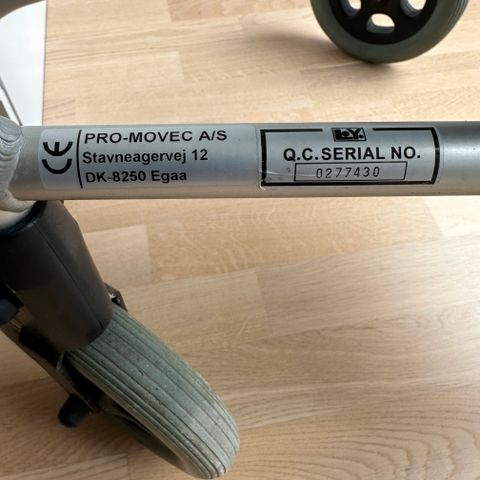 CE
PRO-MOVEC A/S
Stavneagervej 12
DK-8250 Egaa
Q.C.SERIAL NO.
0277430